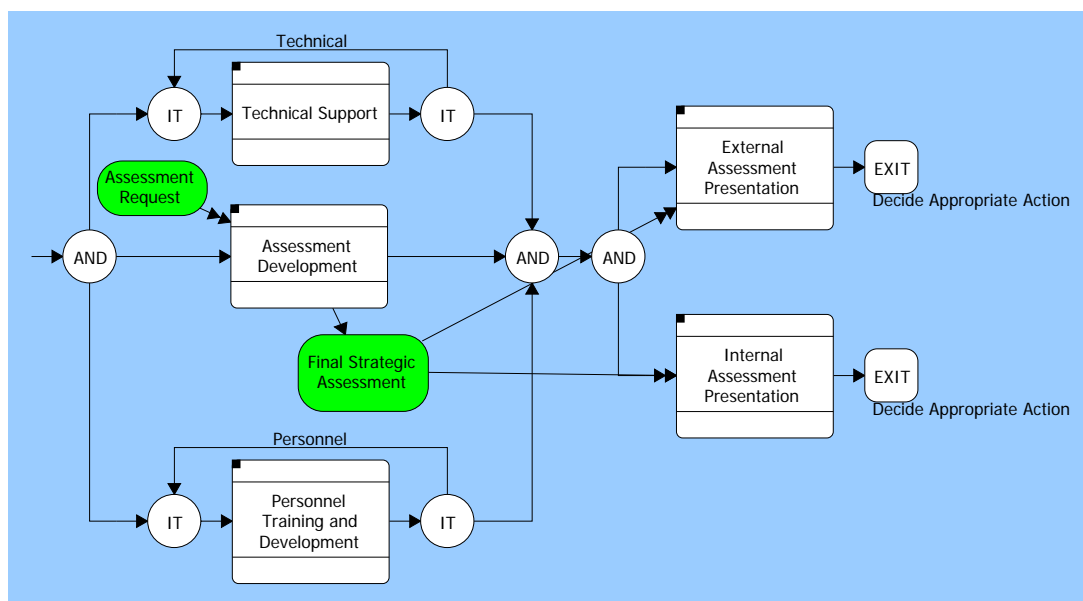 Technical
IT
Technical Support
IT
Assessment
Request
AND
Assessment
Development
AND
AND
External
Assessment
Presentation
EXIT
Decide Appropriate Action
Final Strategic
Assessment
Internal
Assessment
Presentation
EXIT
Decide Appropriate Action
Personnel
IT
Personnel
Training and
Development
IT